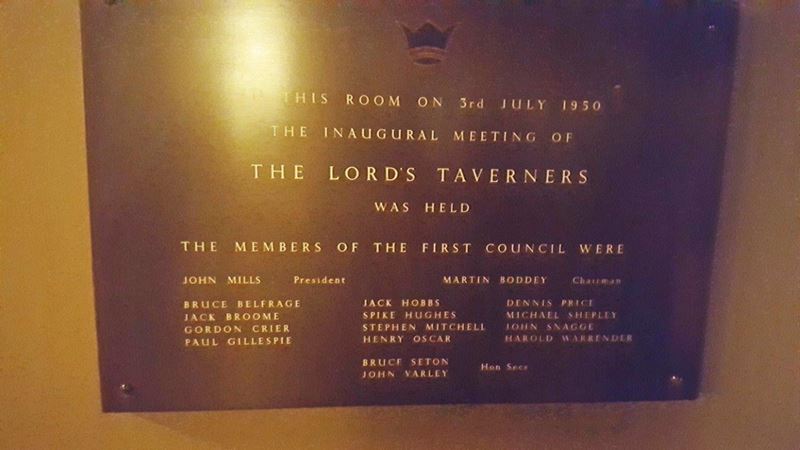 THIS ROOM ON 3rd JULY 1950
THE INAUGURAL MEETING OF
THE LORD'S TAVERNERS
WAS HELD
THE MEMBERS OF THE FIRST COUNCIL WERE
JOHN MILLS President MARTIN BODDEY Chairman
BRUCE BELFRAGE JACK HOBBS DENNIS PRICE
JACK BROOME SPIKE HUGHES MICHAEL SHEPLEY
GORDON CRIER STEPHEN MITCHELL JOHN SNAGGE
PAUL GILLESPIE HENRY OSCAR HAROLD WARRENDER
BRUCE SETON
JOHN VARLEY Hon Secs